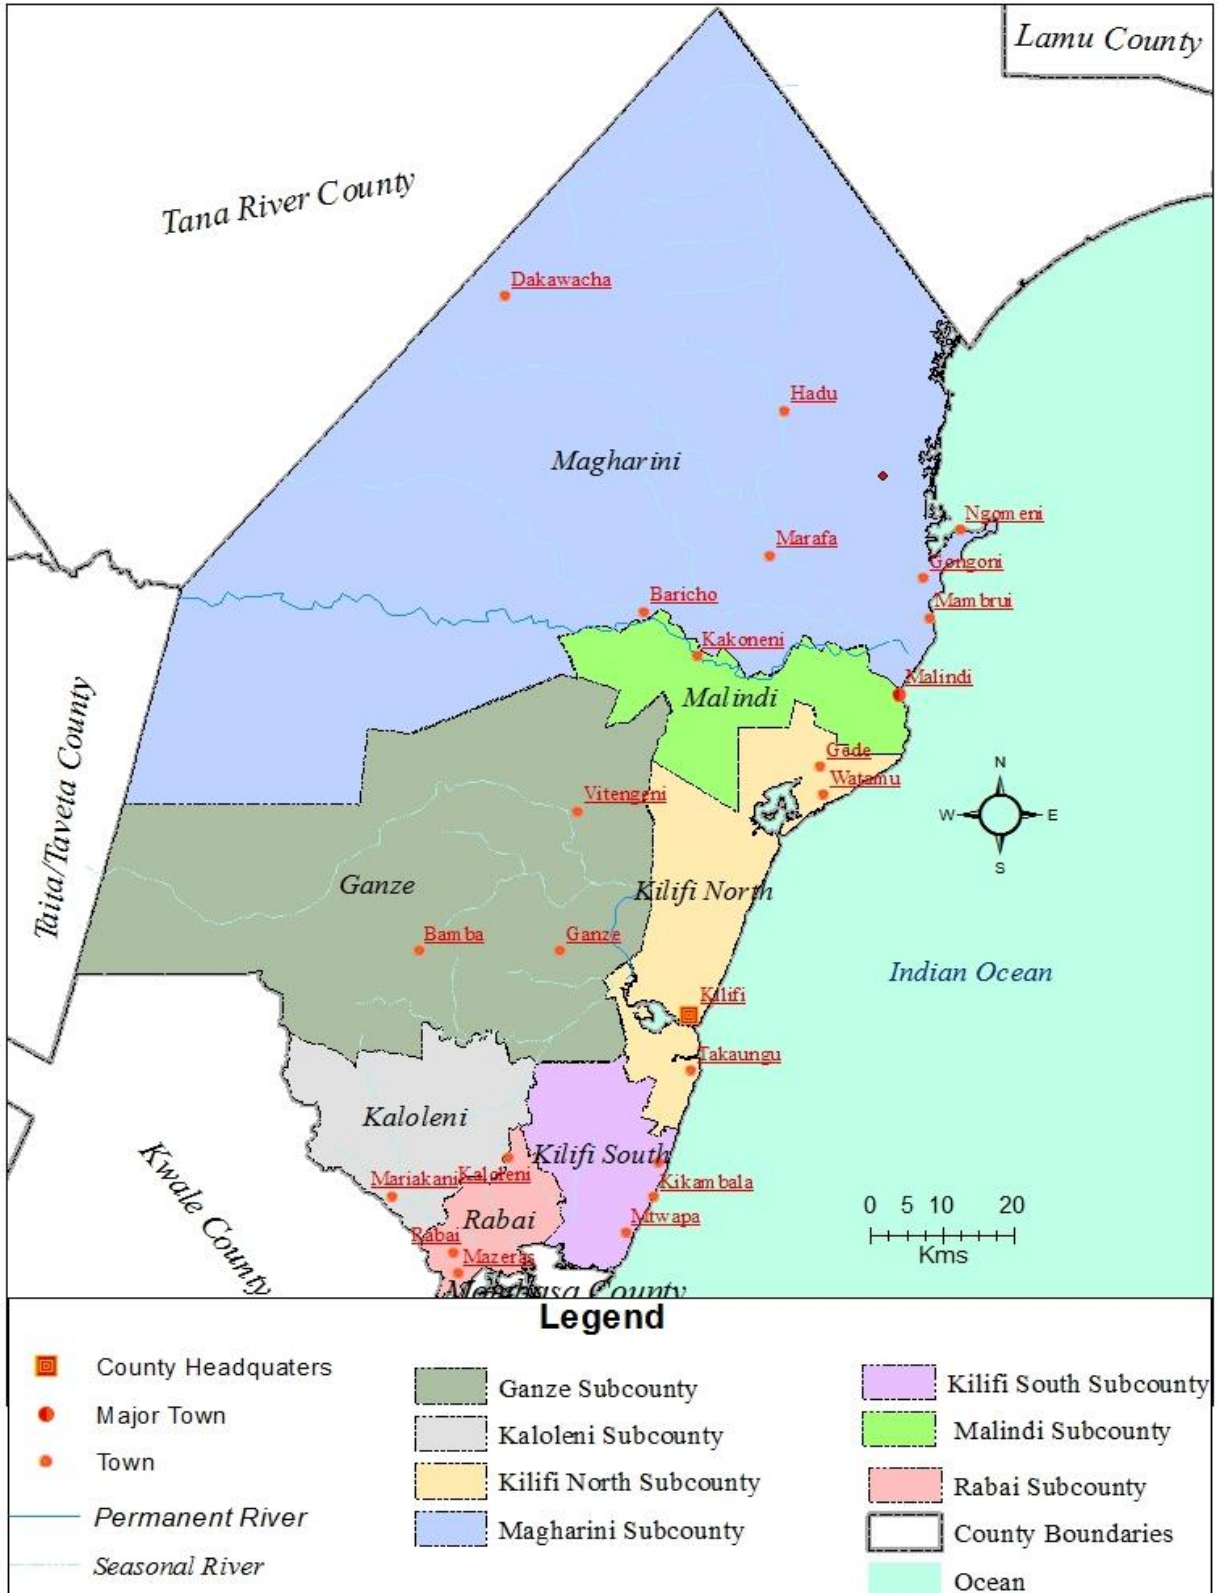 Lamu County
Tana River County
Dakawacha
Hadu
Magharini
Ngomeni
Marafa
Gongoni
Baricho
Mambrui
Kakoneni
Malindi
Malindi
Taita/Taveta County
Gede
N
Watamu
Vitengeni
W
E
S
Ganze
Kilifi North
Bamba
Ganze
Indian Ocean
Kilifi
Takaungu
Kaloleni
Kwale County
Kilifi South
Mariakani
Kaloleni
Kikambala
0 5 10 20
Rabai
Mtwapa
Rabai
Kms
Mazeras
Mombasa County
Legend
County Headquaters
Major Town
Town
Permanent River
Seasonal River
Ganze Subcounty
Kaloleni Subcounty
Kilifi North Subcounty
Magharini Subcounty
Kilifi South Subcounty
Malindi Subcounty
Rabai Subcounty
County Boundaries
Ocean